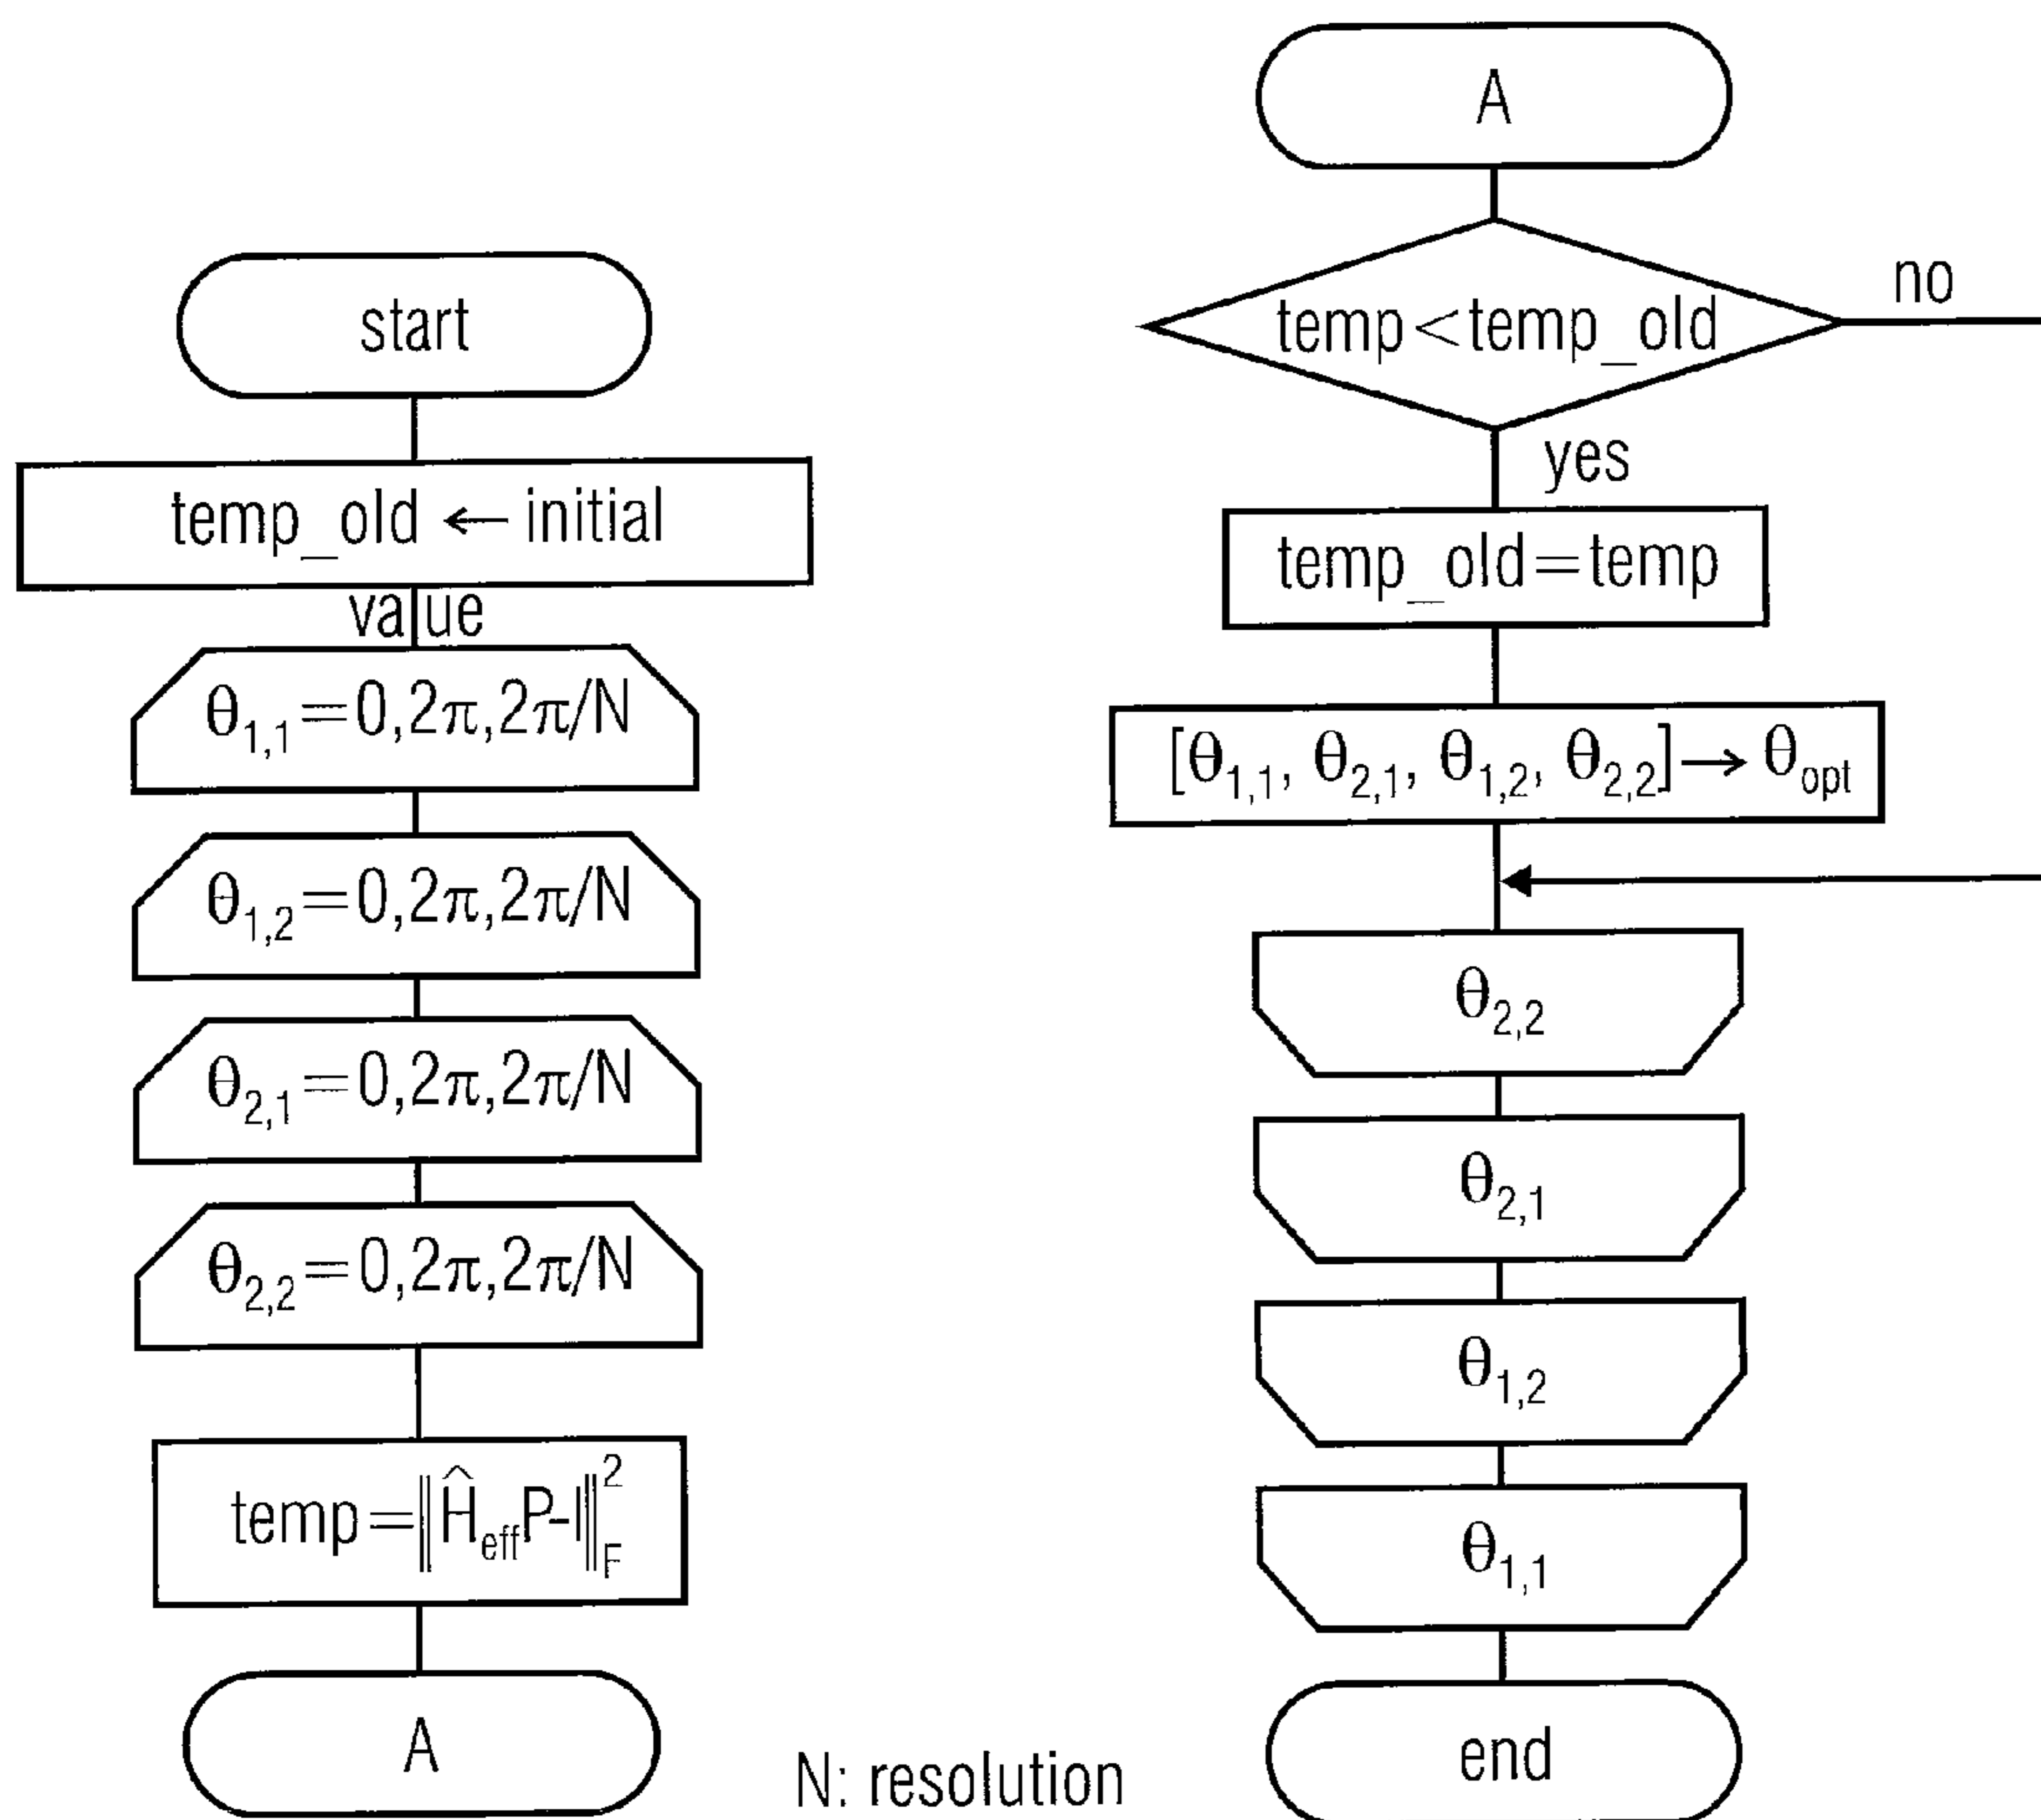 start
temp_old ← initial
value
θ1,1=0,2π,2π/N
θ1,2=0,2π,2π/N
θ2,1=0,2π,2π/N
θ2,2=0,2π,2π/N
temp=‖Ĥeff P-I‖²F
A
N: resolution
A
temp<temp_old
no
yes
temp_old=temp
[θ1,1, θ2,1, θ1,2, θ2,2]→θopt
θ2,2
θ2,1
θ1,2
θ1,1
end